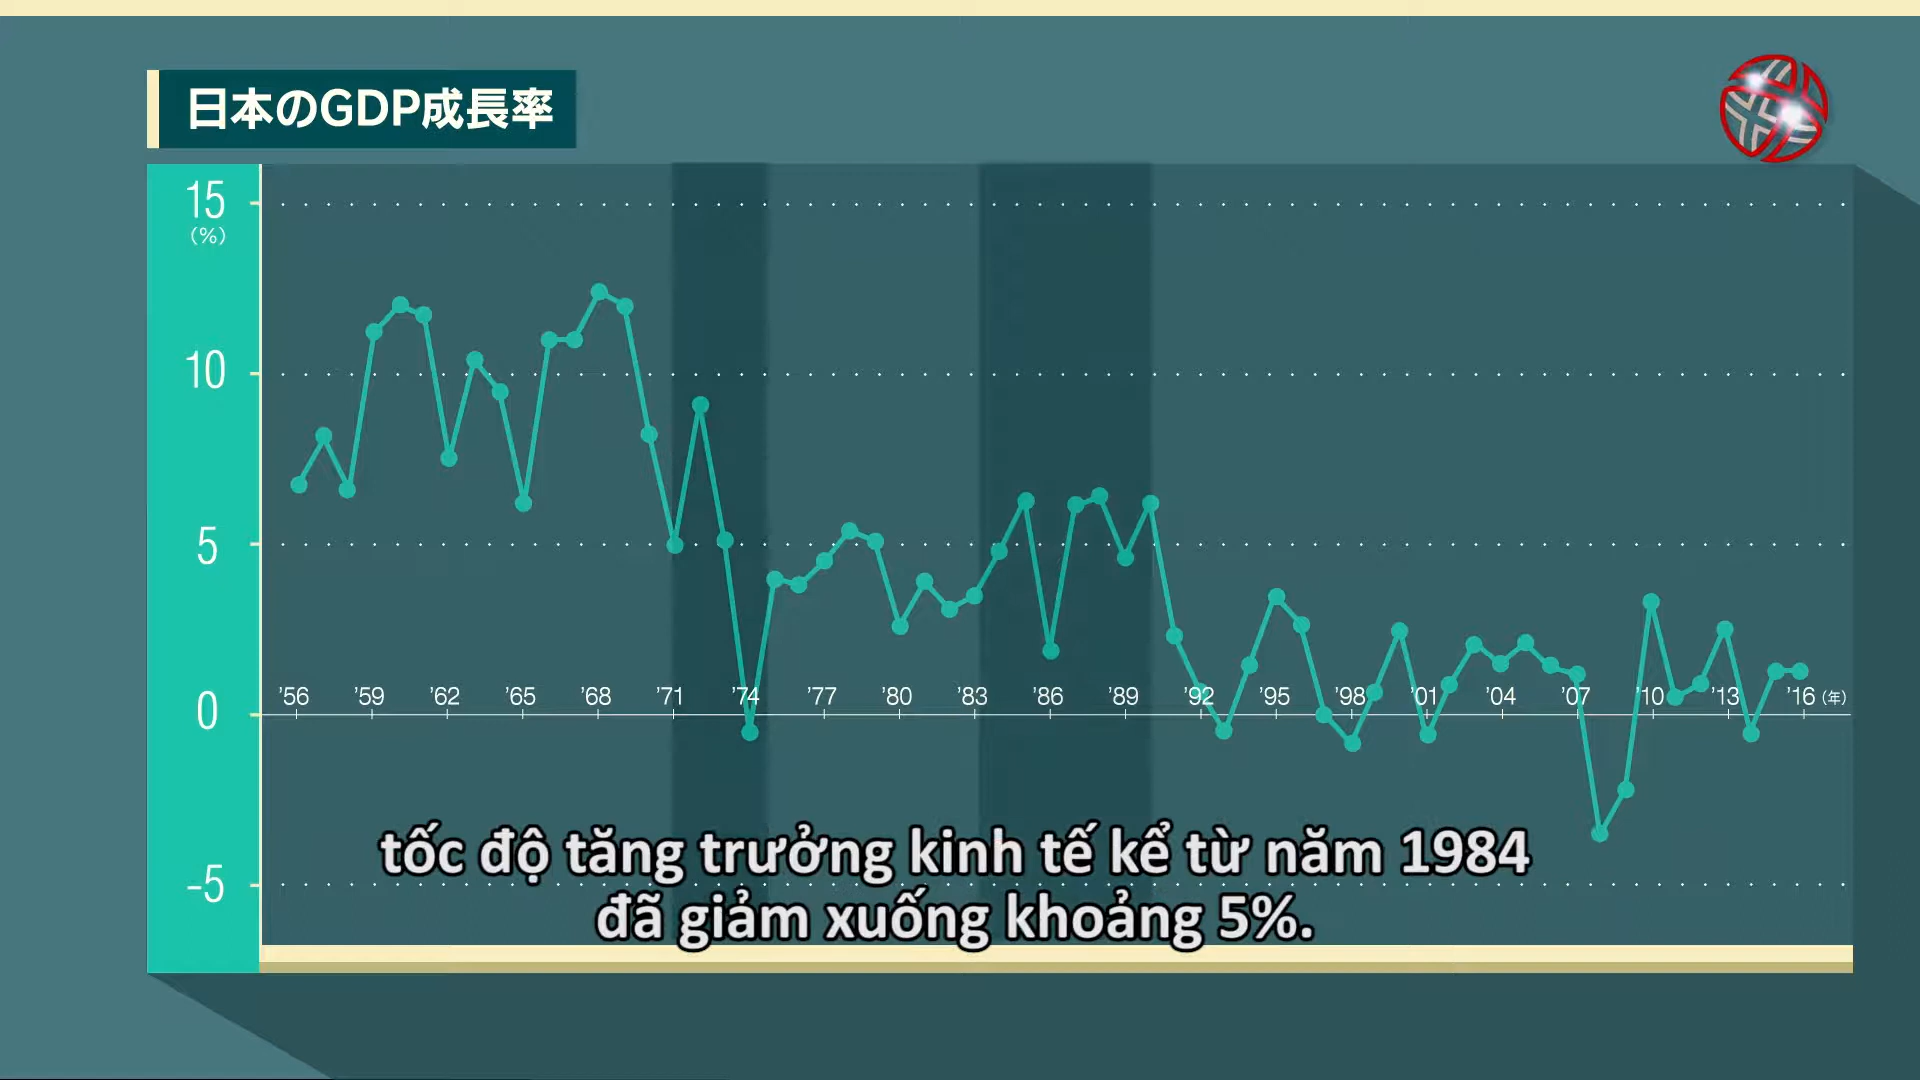 日本のGDP成長率
15
(%)
10
5
0
-5
’56 ’59 ’62 ’65 ’68 ’71 ’74 ’77 ’80 ’83 ’86 ’89 ’92 ’95 ’98 ’01 ’04 ’07 ’10 ’13 ’16 (年)
tốc độ tăng trưởng kinh tế kể từ năm 1984
đã giảm xuống khoảng 5%.